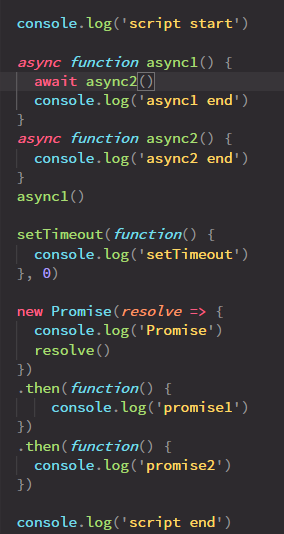 console.log('script start')
async function async1() {
  await async2()
  console.log('async1 end')
}
async function async2() {
  console.log('async2 end')
}
async1()
setTimeout(function() {
  console.log('setTimeout')
}, 0)
new Promise(resolve => {
  console.log('Promise')
  resolve()
})
.then(function() {
    console.log('promise1')
})
.then(function() {
  console.log('promise2')
})
console.log('script end')